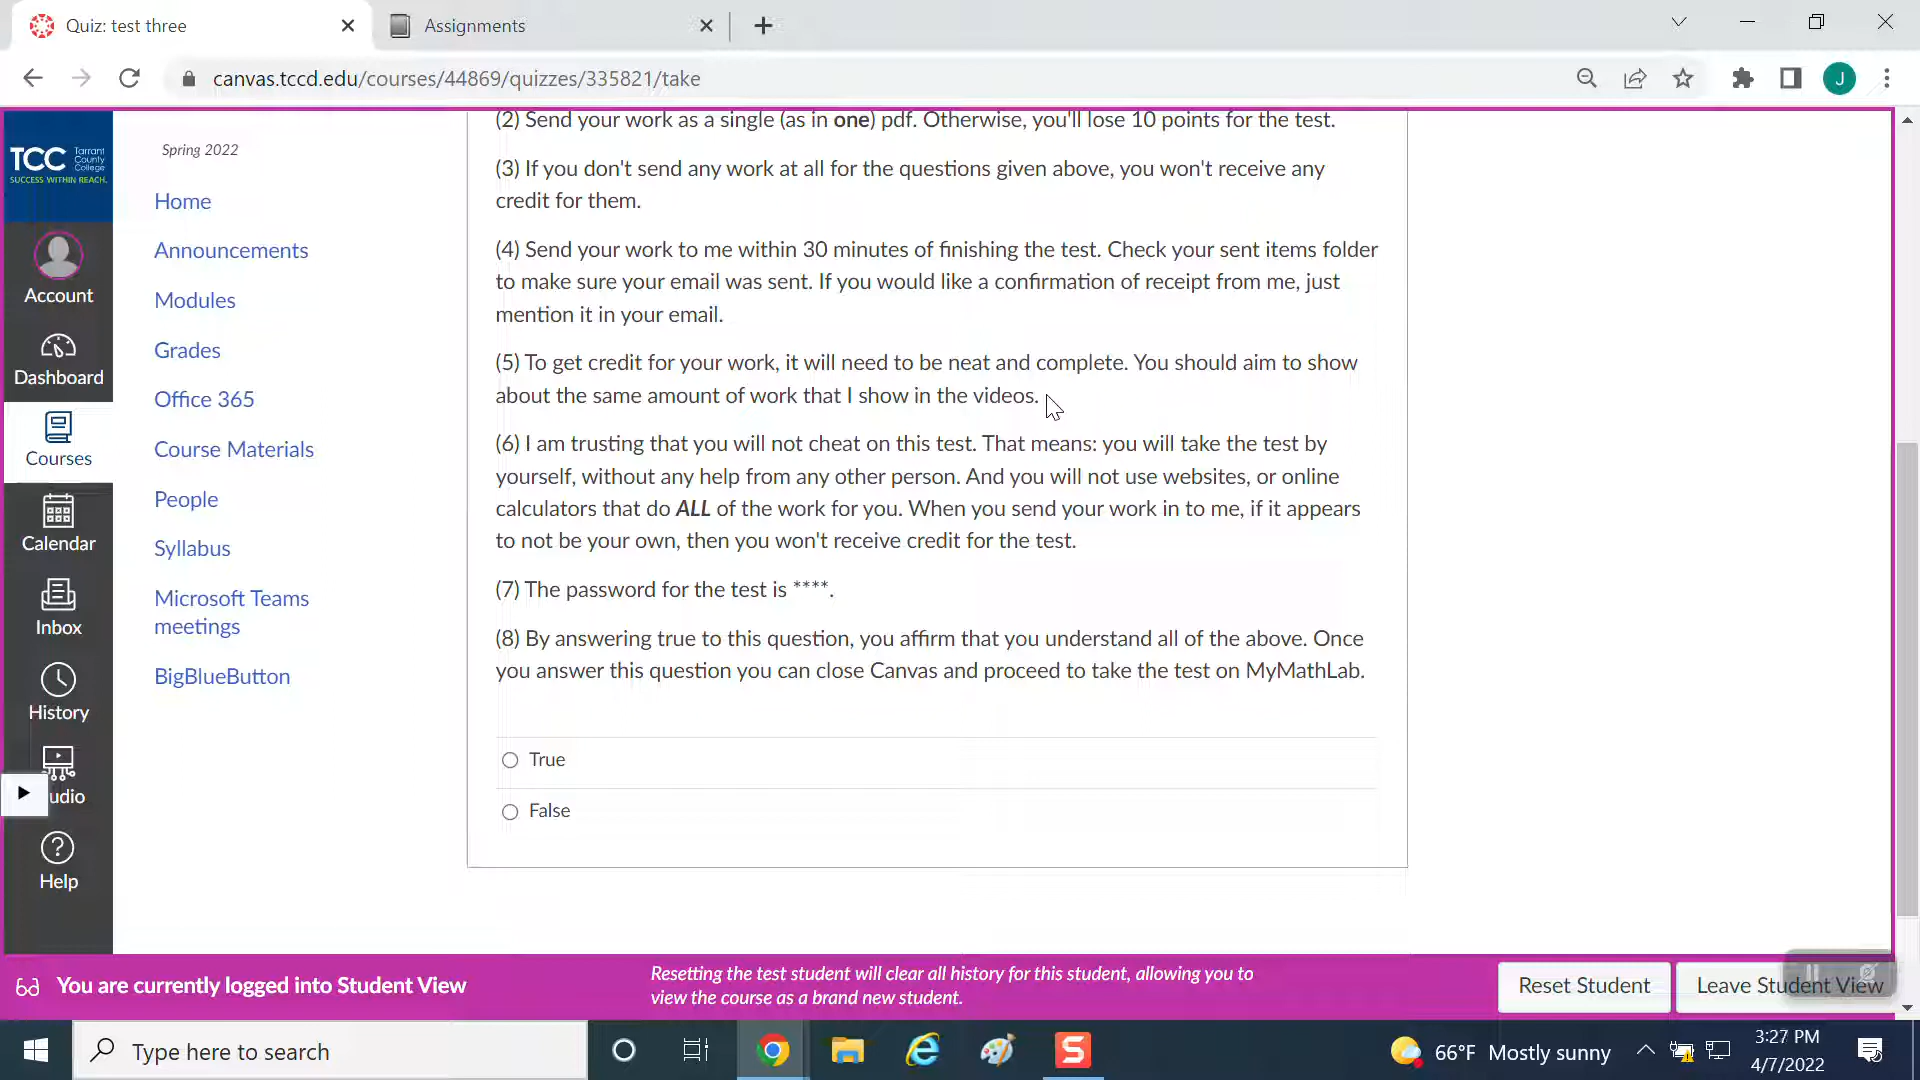 Quiz: test three
Assignments
canvas.tccd.edu/courses/44869/quizzes/335821/take
J
TCC Tarrant County College
SUCCESS WITHIN REACH.
Account
Dashboard
Courses
Calendar
Inbox
History
udio
Help
Spring 2022
Home
Announcements
Modules
Grades
Office 365
Course Materials
People
Syllabus
Microsoft Teams
meetings
BigBlueButton
(2) Send your work as a single (as in one) pdf. Otherwise, you'll lose 10 points for the test.
(3) If you don't send any work at all for the questions given above, you won't receive any
credit for them.
(4) Send your work to me within 30 minutes of finishing the test. Check your sent items folder
to make sure your email was sent. If you would like a confirmation of receipt from me, just
mention it in your email.
(5) To get credit for your work, it will need to be neat and complete. You should aim to show
about the same amount of work that I show in the videos.
(6) I am trusting that you will not cheat on this test. That means: you will take the test by
yourself, without any help from any other person. And you will not use websites, or online
calculators that do ALL of the work for you. When you send your work in to me, if it appears
to not be your own, then you won't receive credit for the test.
(7) The password for the test is ****.
(8) By answering true to this question, you affirm that you understand all of the above. Once
you answer this question you can close Canvas and proceed to take the test on MyMathLab.
True
False
You are currently logged into Student View
Resetting the test student will clear all history for this student, allowing you to
view the course as a brand new student.
Reset Student
Leave Student View
Type here to search
66°F Mostly sunny
3:27 PM
4/7/2022